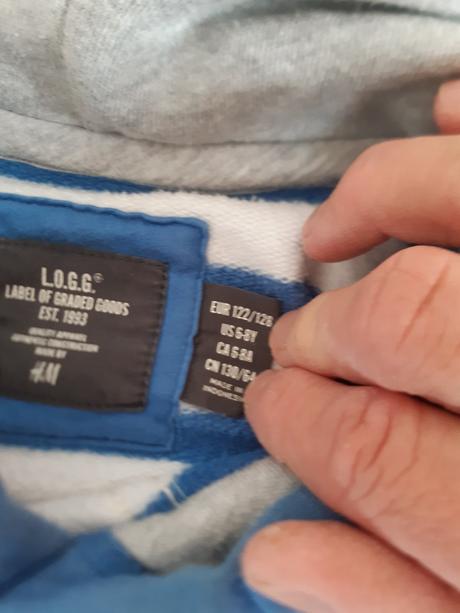 L.O.G.G.®
LABEL OF GRADED GOODS
EST. 1993
QUALITY APPAREL
AUTHENTIC CONSTRUCTION
MADE BY
H&M
EUR 122/128
US 6-8Y
CA 6-8A
CN 130/64
MADE IN
INDONESIA